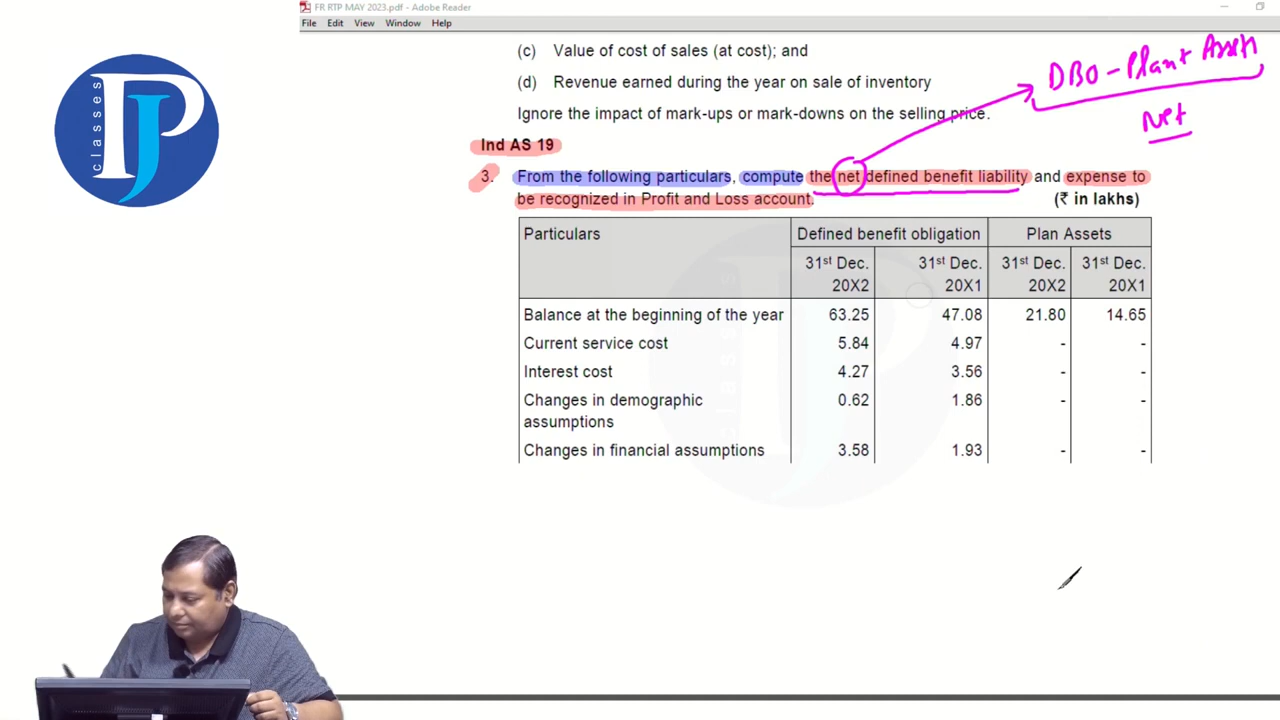 FR RTP MAY 2023.pdf - Adobe Reader
File Edit View Window Help
(c) Value of cost of sales (at cost); and
(d) Revenue earned during the year on sale of inventory
Ignore the impact of mark-ups or mark-downs on the selling price.
DBO - Plant Assets
Net
Ind AS 19
3. From the following particulars, compute the net defined benefit liability and expense to
be recognized in Profit and Loss account. (₹ in lakhs)
Particulars Defined benefit obligation Plan Assets
31st Dec. 20X2 31st Dec. 20X1 31st Dec. 20X2 31st Dec. 20X1
Balance at the beginning of the year 63.25 47.08 21.80 14.65
Current service cost 5.84 4.97 - -
Interest cost 4.27 3.56 - -
Changes in demographic assumptions 0.62 1.86 - -
Changes in financial assumptions 3.58 1.93 - -
PJ
classes